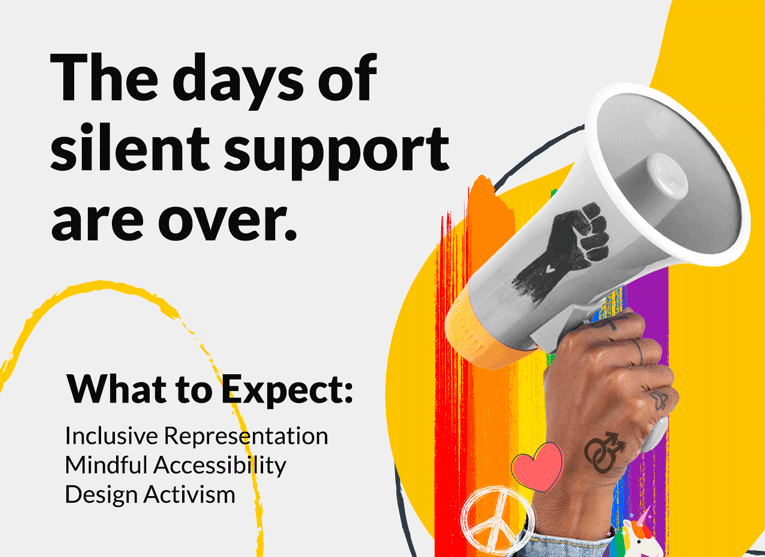 The days of
silent support
are over.
What to Expect:
Inclusive Representation
Mindful Accessibility
Design Activism